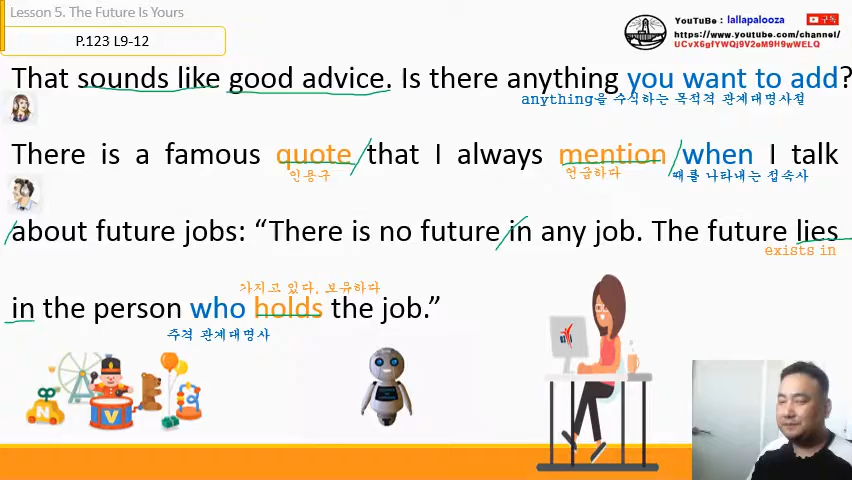 Lesson 5. The Future Is Yours
P.123 L9-12
YouTuBe : lallapalooza 구독
https://www.youtube.com/channel/
UCvX6gfYWQj9V2eM9H9wWELQ
That sounds like good advice. Is there anything you want to add?
anything을 수식하는 목적격 관계대명사절
There is a famous quote that I always mention when I talk
인용구 언급하다 때를 나타내는 접속사
about future jobs: “There is no future in any job. The future lies
exists in
가지고 있다, 보유하다
in the person who holds the job.”
주격 관계대명사
N V